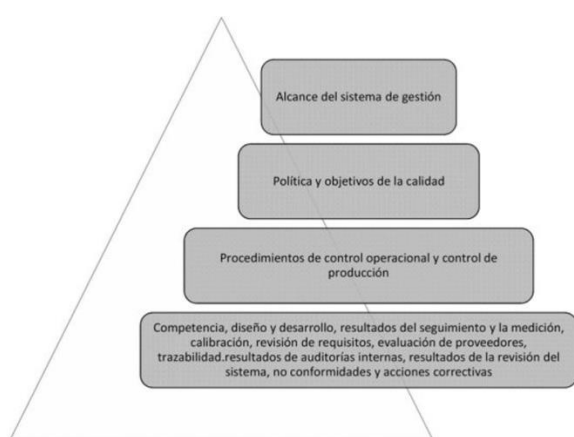 Alcance del sistema de gestión
Política y objetivos de la calidad
Procedimientos de control operacional y control de
producción
Competencia, diseño y desarrollo, resultados del seguimiento y la medición,
calibración, revisión de requisitos, evaluación de proveedores,
trazabilidad.resultados de auditorías internas, resultados de la revisión del
sistema, no conformidades y acciones correctivas